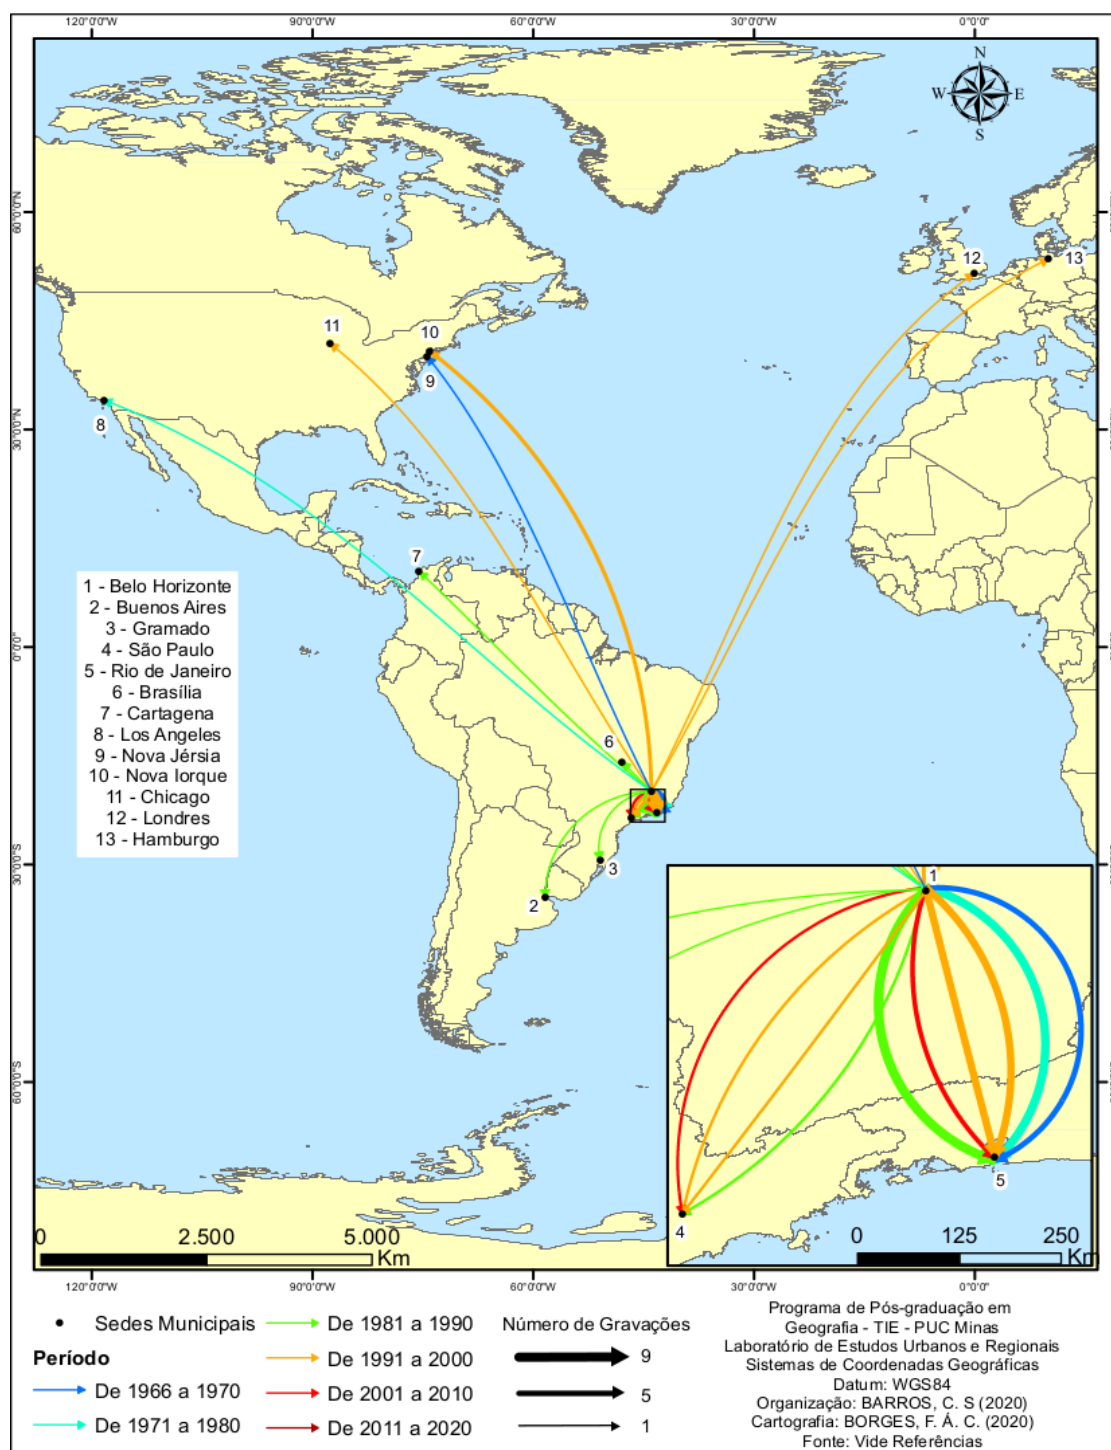 120°0'0"W 90°0'0"W 60°0'0"W 30°0'0"W 0°0'0"
N
W E
S
60°0'0"N
12
13
11
10
9
8
30°0'0"N
7
1 - Belo Horizonte
2 - Buenos Aires
3 - Gramado
4 - São Paulo
5 - Rio de Janeiro
6 - Brasília
7 - Cartagena
8 - Los Angeles
9 - Nova Jérsia
10 - Nova Iorque
11 - Chicago
12 - Londres
13 - Hamburgo
0°0'0"
6
3
2
30°0'0"S
1
4
5
60°0'0"S
0 2.500 5.000
Km
0 125 250
Km
120°0'0"W 90°0'0"W 60°0'0"W 30°0'0"W 0°0'0"
Sedes Municipais
Período
De 1966 a 1970
De 1971 a 1980
De 1981 a 1990
De 1991 a 2000
De 2001 a 2010
De 2011 a 2020
Número de Gravações
9
5
1
Programa de Pós-graduação em
Geografia - TIE - PUC Minas
Laboratório de Estudos Urbanos e Regionais
Sistemas de Coordenadas Geográficas
Datum: WGS84
Organização: BARROS, C. S (2020)
Cartografia: BORGES, F. Á. C. (2020)
Fonte: Vide Referências